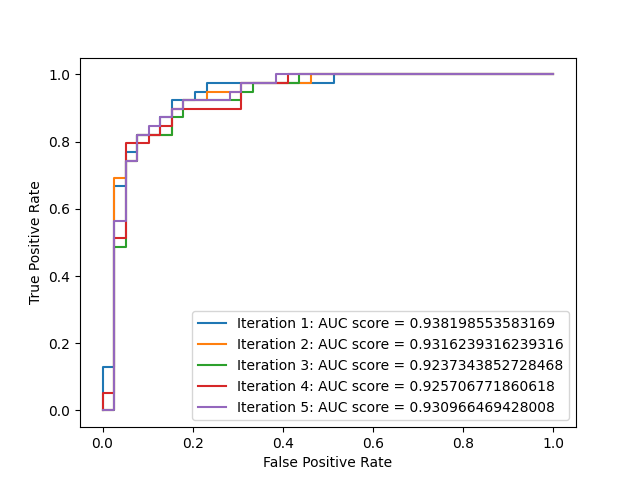 1.0
0.8
0.6
0.4
0.2
0.0
True Positive Rate
Iteration 1: AUC score = 0.938198553583169
Iteration 2: AUC score = 0.9316239316239316
Iteration 3: AUC score = 0.9237343852728468
Iteration 4: AUC score = 0.925706771860618
Iteration 5: AUC score = 0.930966469428008
0.0 0.2 0.4 0.6 0.8 1.0
False Positive Rate